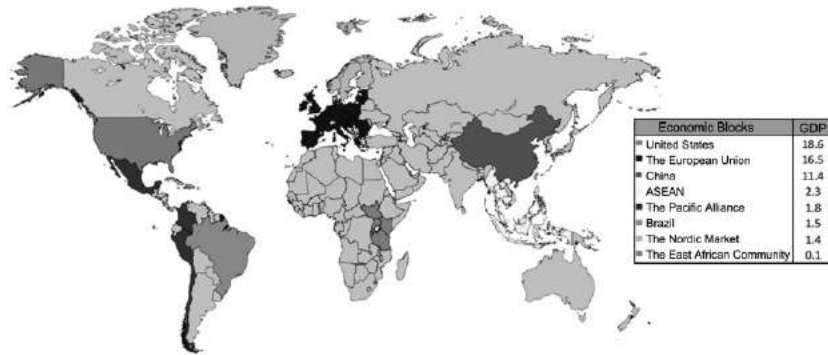 Economic Blocks GDP
United States 18.6
The European Union 16.5
China 11.4
ASEAN 2.3
The Pacific Alliance 1.8
Brazil 1.5
The Nordic Market 1.4
The East African Community 0.1